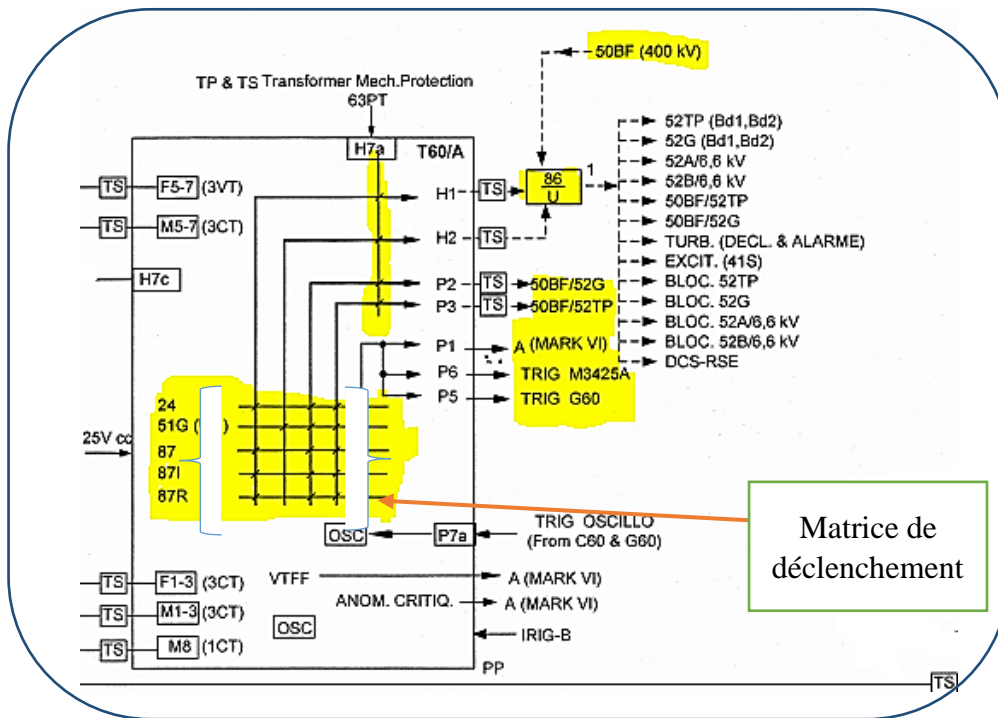 50BF (400 kV)
TP & TS Transformer Mech.Protection
63PT
H7a
T60/A
TS
F5-7 (3VT)
TS
M5-7 (3CT)
H7c
H1
TS
86
U
1
H2
TS
P2
TS
50BF/52G
P3
TS
50BF/52TP
P1
A (MARK VI)
P6
TRIG M3425A
P5
TRIG G60
52TP (Bd1,Bd2)
52G (Bd1,Bd2)
52A/6,6 kV
52B/6,6 kV
50BF/52TP
50BF/52G
TURB. (DECL. & ALARME)
EXCIT. (41S)
BLOC. 52TP
BLOC. 52G
BLOC. 52A/6,6 kV
BLOC. 52B/6,6 kV
DCS-RSE
24
51G (
87
87I
87R
25V cc
OSC
P7a
TRIG OSCILLO
(From C60 & G60)
Matrice de
déclenchement
TS
F1-3 (3CT)
VTFF
A (MARK VI)
TS
M1-3 (3CT)
ANOM. CRITIQ.
A (MARK VI)
OSC
IRIG-B
TS
M8 (1CT)
PP
TS